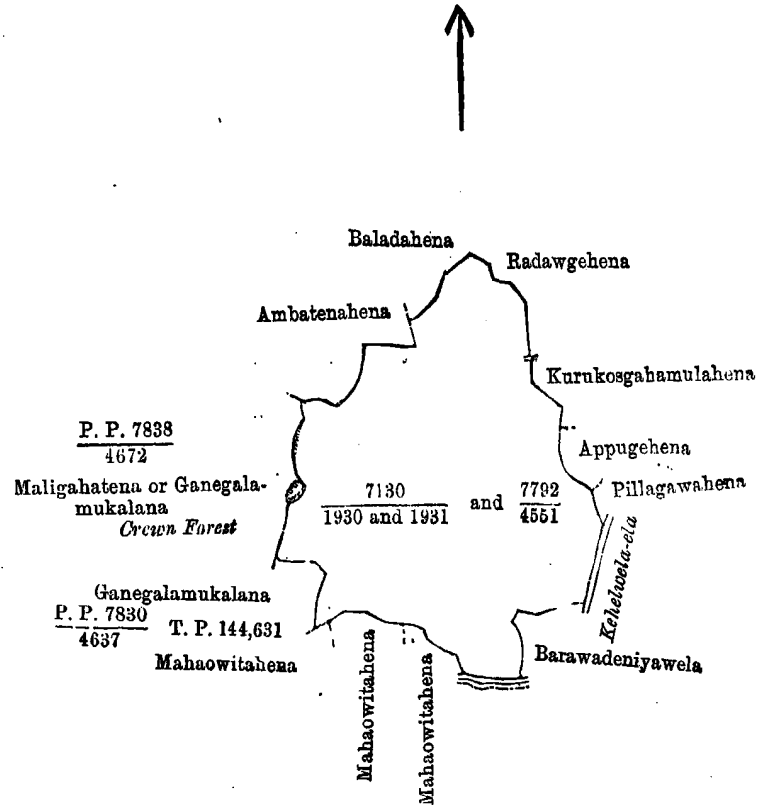 Baladahena
Radawgehena
Ambatenahena
Kurukosgahamulahena
P. P. 7838
4672
Appugehena
Maligahatena or Ganegala-
mukalana
Crown Forest
7130
1930 and 1931
and
7792
4551
Pillagawahena
Kehelwela-ela
Ganegalamukalana
P. P. 7830
4637
T. P. 144,631
Mahaowitahena
Mahaowitahena
Mahaowitahena
Barawadeniyawela